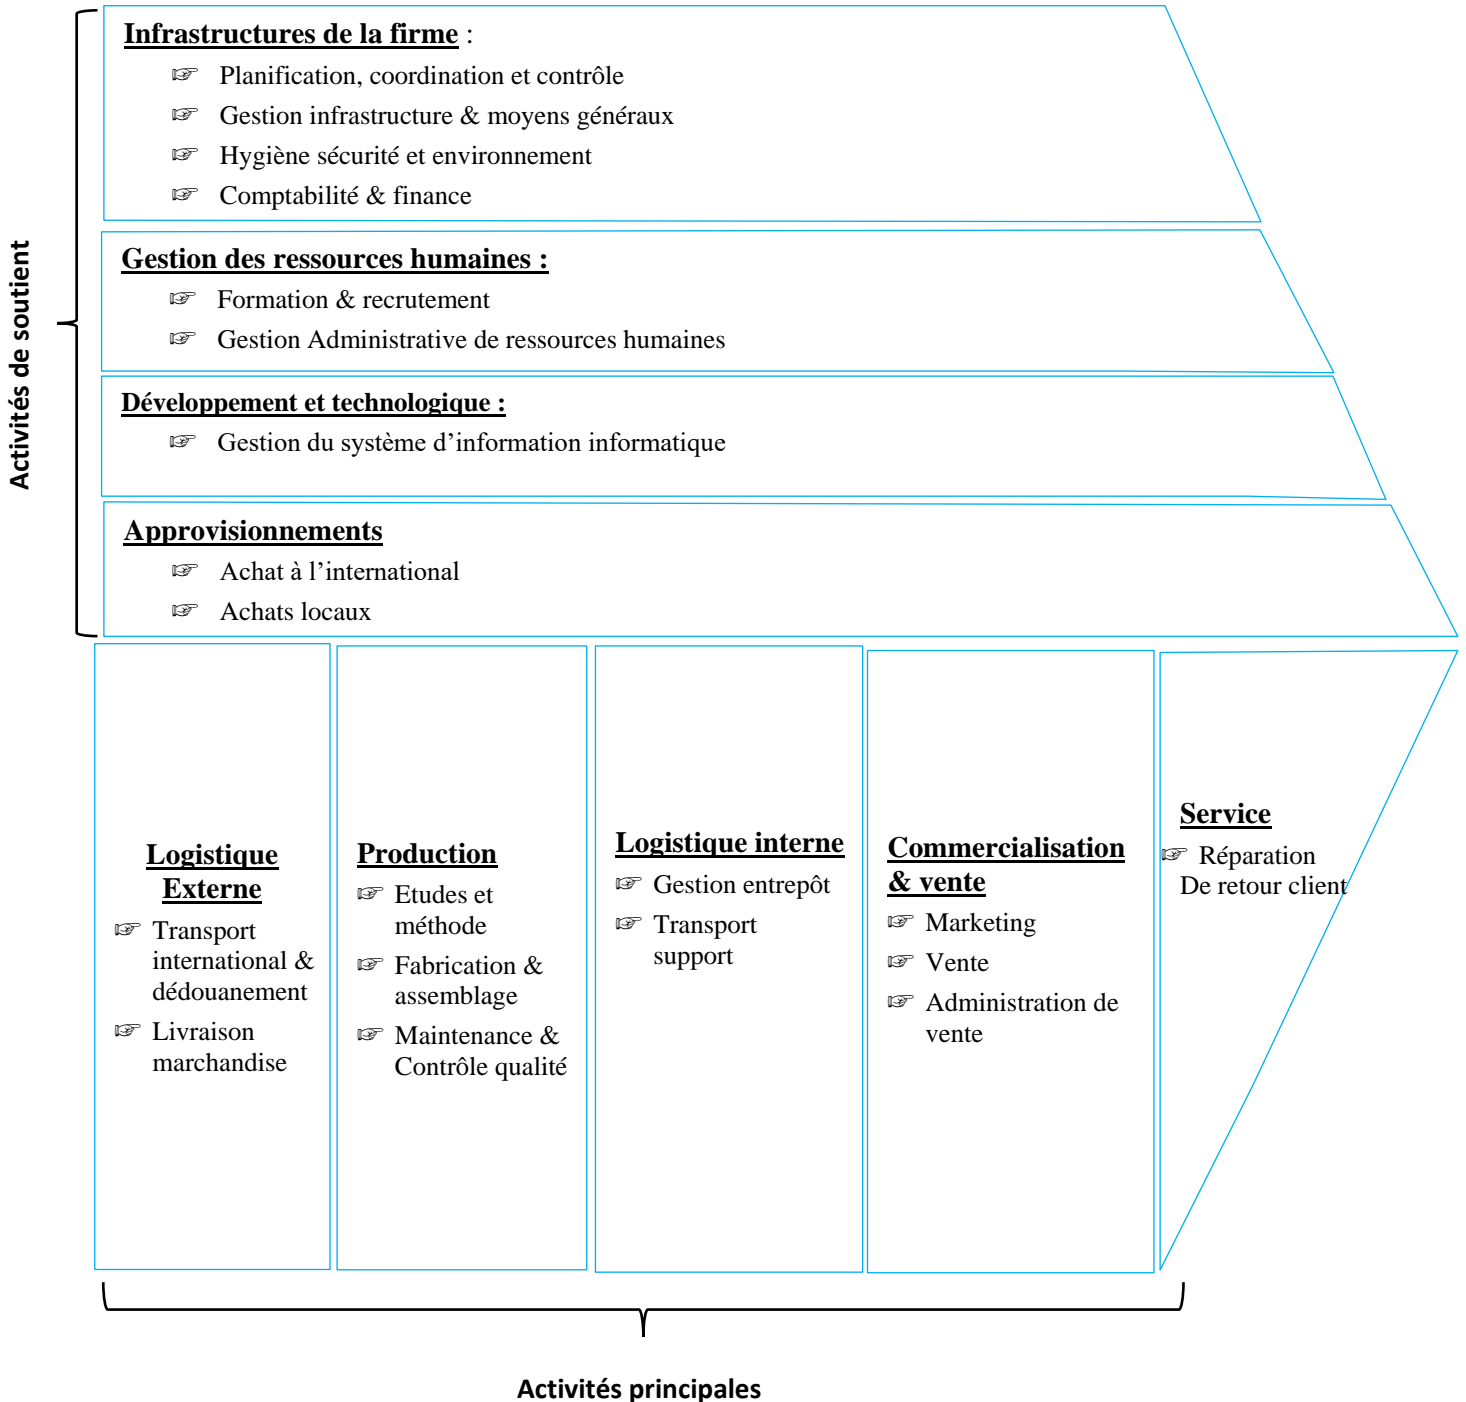 Infrastructures de la firme :
☞ Planification, coordination et contrôle
☞ Gestion infrastructure & moyens généraux
☞ Hygiène sécurité et environnement
☞ Comptabilité & finance
Activités de soutient
Gestion des ressources humaines :
☞ Formation & recrutement
☞ Gestion Administrative de ressources humaines
Développement et technologique :
☞ Gestion du système d’information informatique
Approvisionnements
☞ Achat à l’international
☞ Achats locaux
Logistique
Externe
☞ Transport
international &
dédouanement
☞ Livraison
marchandise
Production
☞ Etudes et
méthode
☞ Fabrication &
assemblage
☞ Maintenance &
Contrôle qualité
Logistique interne
☞ Gestion entrepôt
☞ Transport
support
Commercialisation
& vente
☞ Marketing
☞ Vente
☞ Administration de
vente
Service
☞ Réparation
De retour client
Activités principales